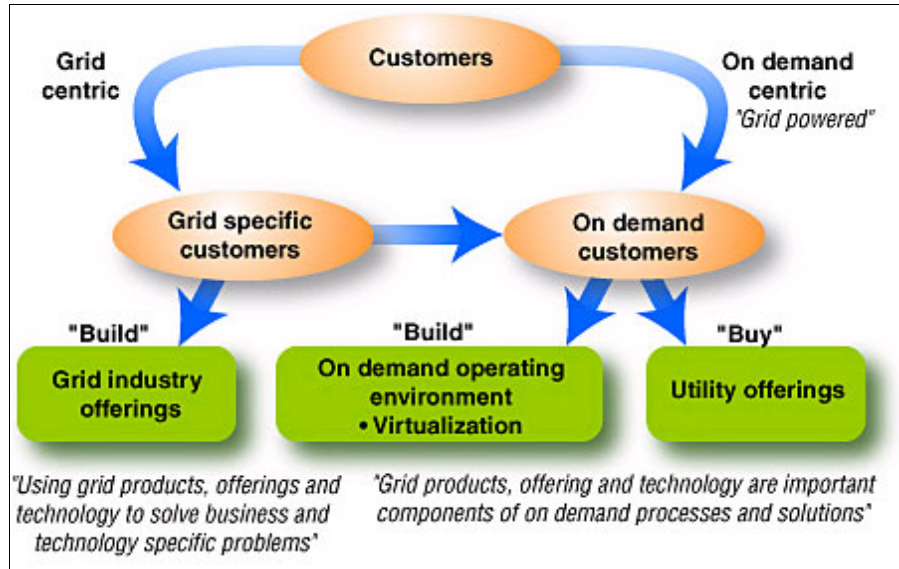 Customers
Grid
centric
On demand
centric
"Grid powered"
Grid specific
customers
On demand
customers
"Build"
Grid industry
offerings
"Build"
On demand operating
environment
• Virtualization
"Buy"
Utility offerings
"Using grid products, offerings and
technology to solve business and
technology specific problems"
"Grid products, offering and technology are important
components of on demand processes and solutions"